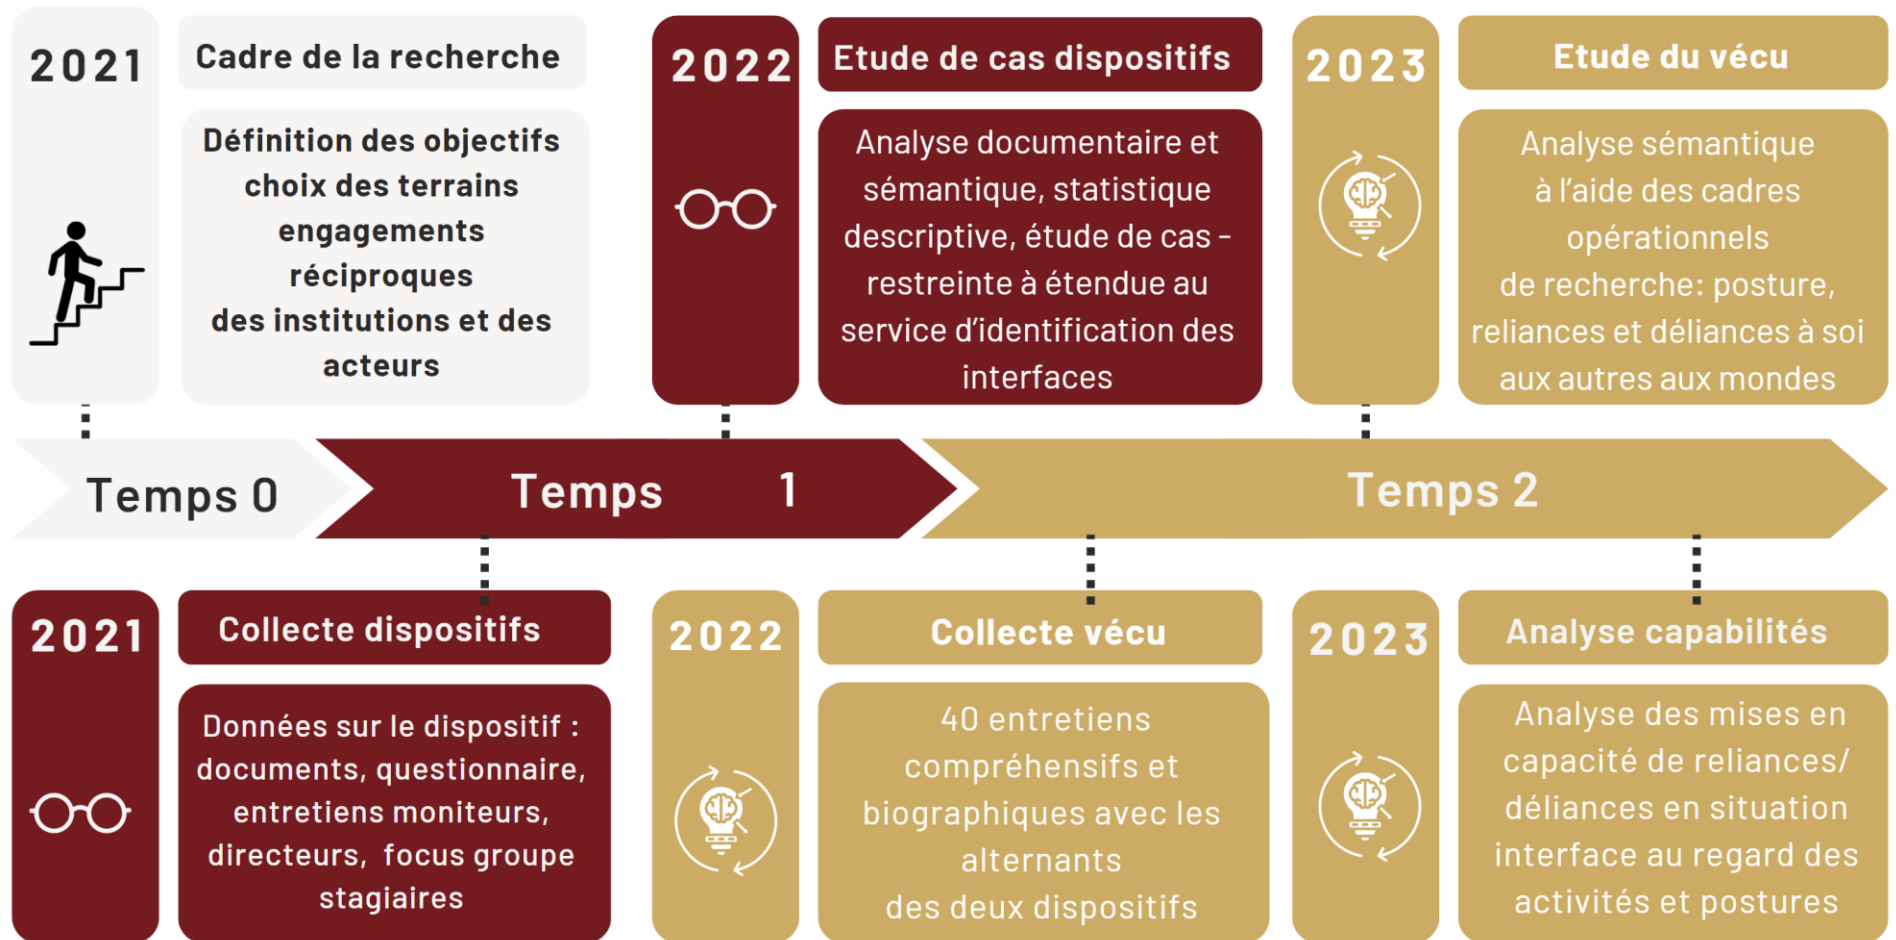 2021
Cadre de la recherche
Définition des objectifs
choix des terrains
engagements
réciproques
des institutions et des
acteurs
2022
Etude de cas dispositifs
Analyse documentaire et
sémantique, statistique
descriptive, étude de cas -
restreinte à étendue au
service d'identification des
interfaces
2023
Etude du vécu
Analyse sémantique
à l'aide des cadres
opérationnels
de recherche: posture,
reliances et déliances à soi
aux autres aux mondes
Temps 0
Temps 1
Temps 2
2021
Collecte dispositifs
Données sur le dispositif :
documents, questionnaire,
entretiens moniteurs,
directeurs, focus groupe
stagiaires
2022
Collecte vécu
40 entretiens
compréhensifs et
biographiques avec les
alternants
des deux dispositifs
2023
Analyse capabilités
Analyse des mises en
capacité de reliances/
déliances en situation
interface au regard des
activités et postures